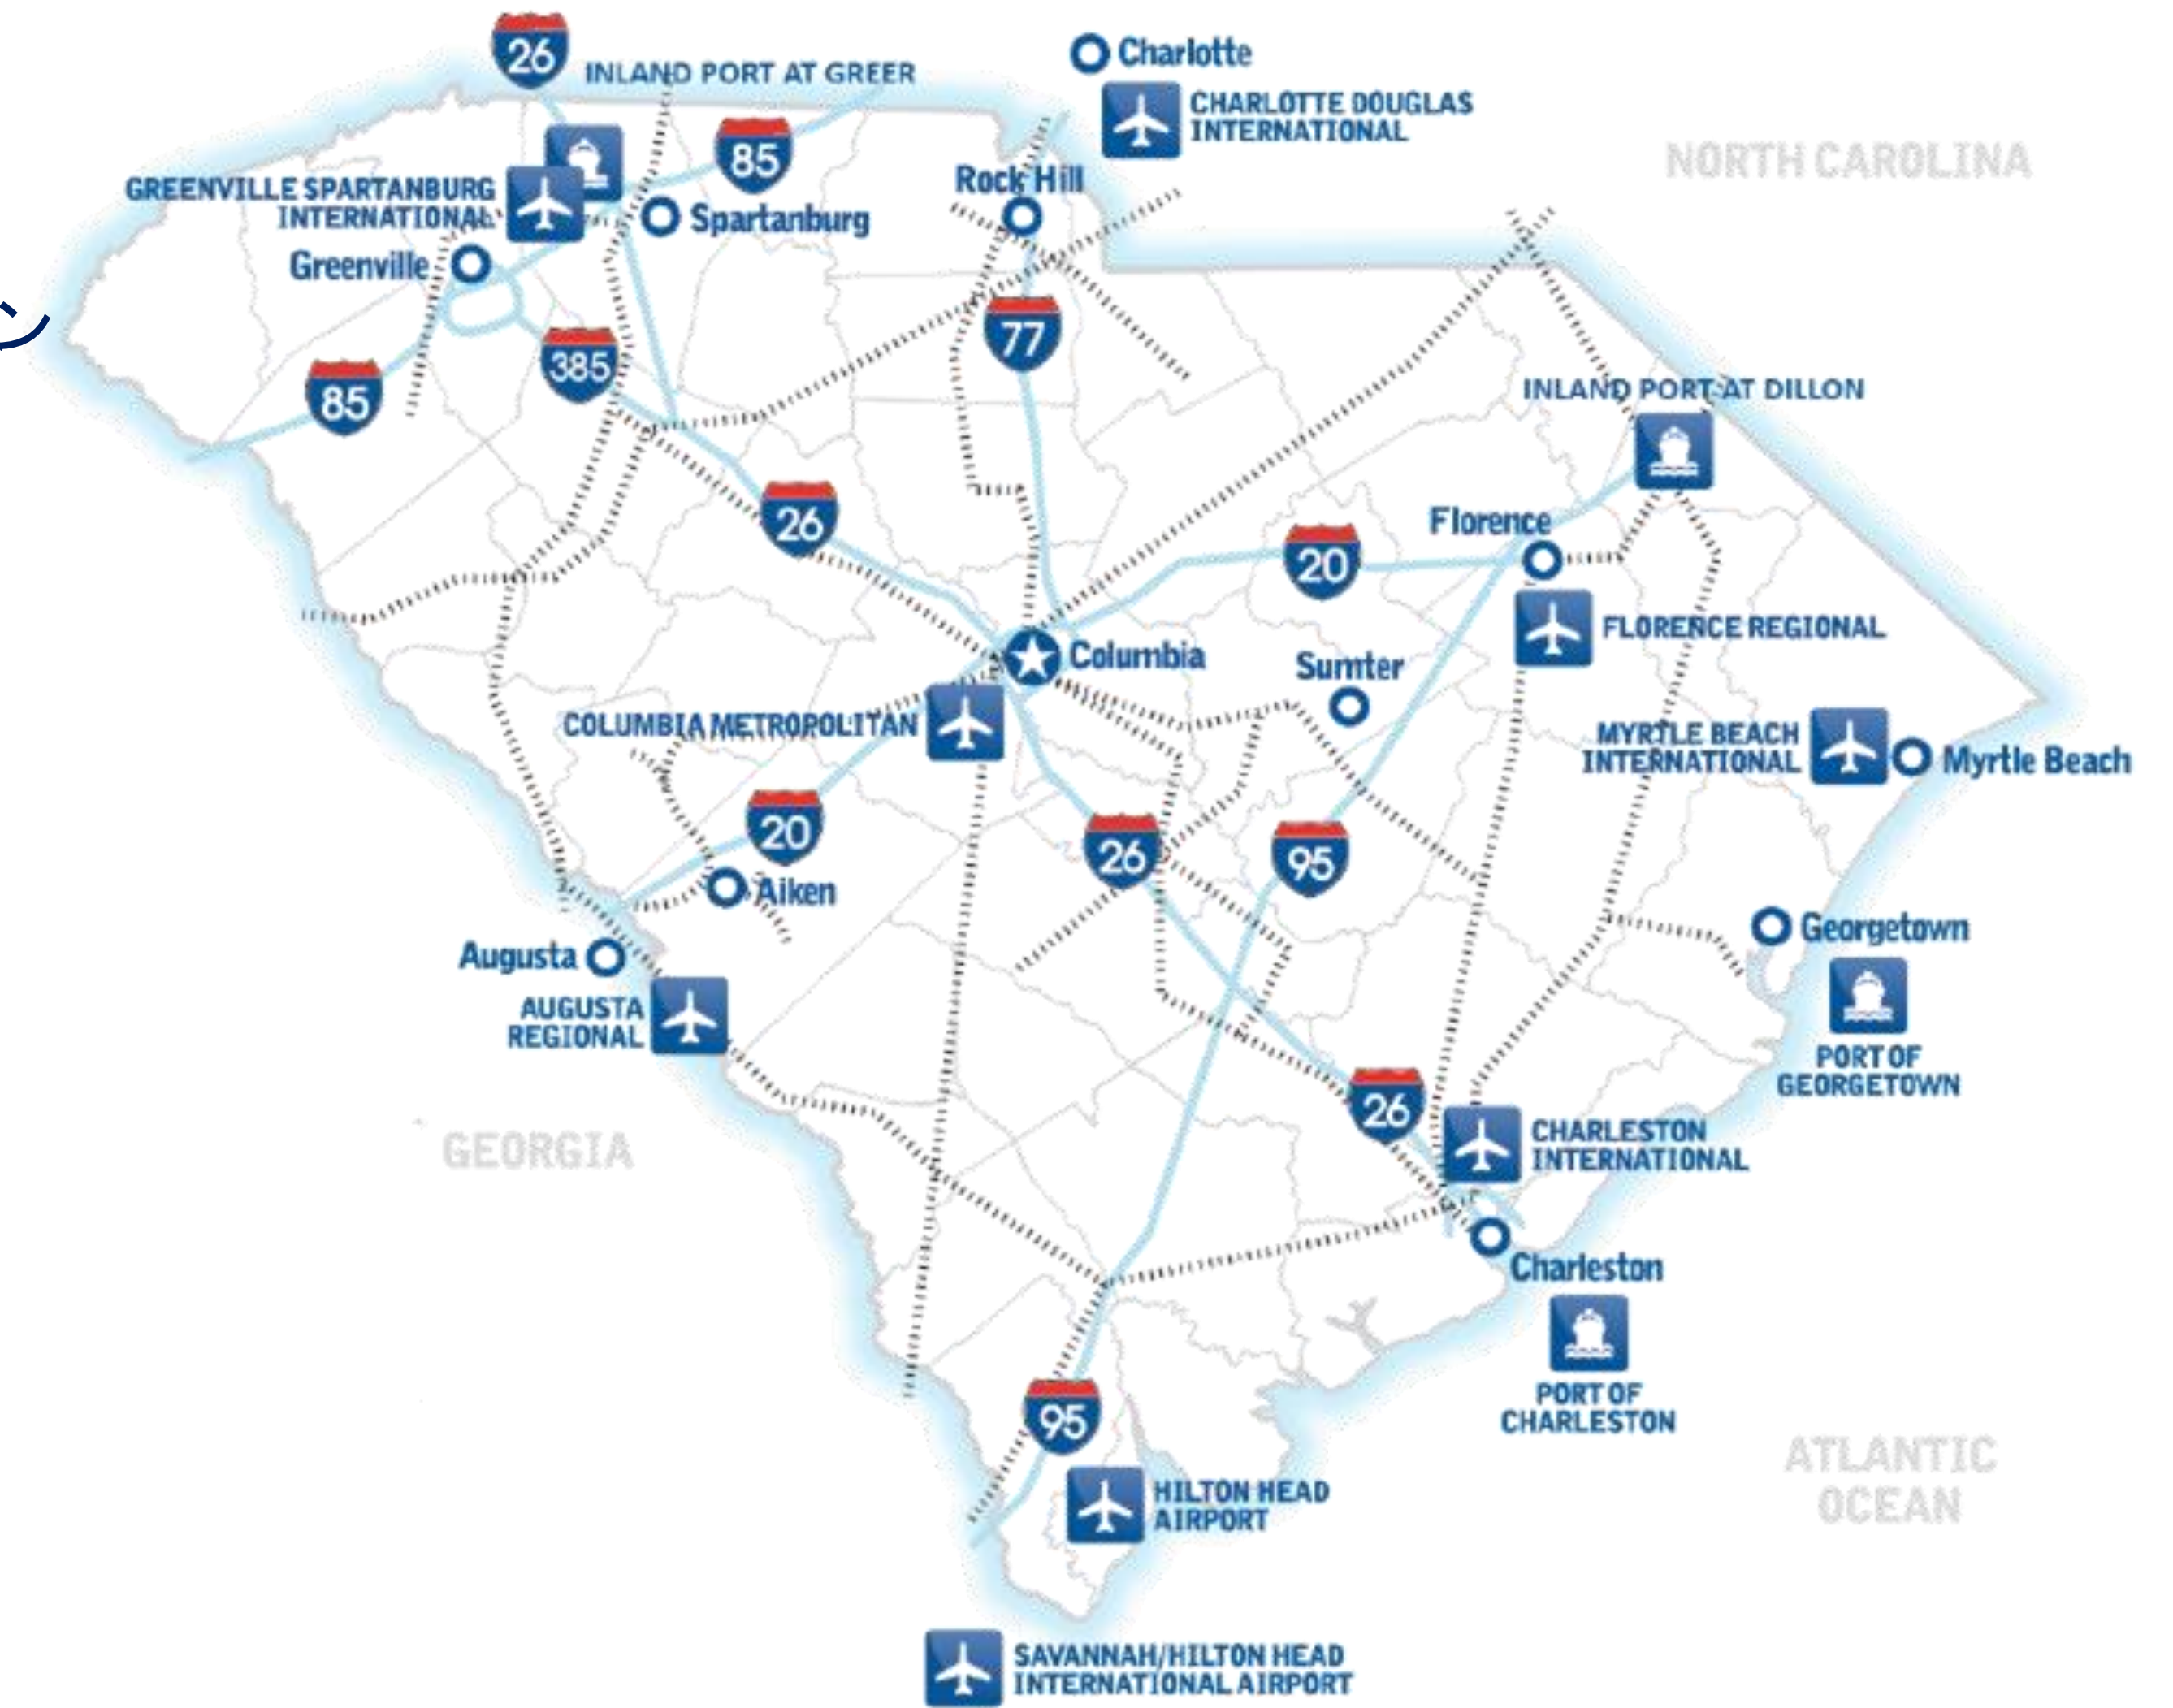 26
INLAND PORT AT GREER
Charlotte
CHARLOTTE DOUGLAS
INTERNATIONAL
NORTH CAROLINA
85
Rock Hill
GREENVILLE SPARTANBURG
INTERNATIONAL
Spartanburg
Greenville
77
385
85
INLAND PORT AT DILLON
26
Florence
20
FLORENCE REGIONAL
Columbia
Sumter
COLUMBIA METROPOLITAN
MYRTLE BEACH
INTERNATIONAL
Myrtle Beach
20
26
95
Aiken
Georgetown
Augusta
AUGUSTA
REGIONAL
PORT OF
GEORGETOWN
26
GEORGIA
CHARLESTON
INTERNATIONAL
Charleston
PORT OF
CHARLESTON
95
ATLANTIC
OCEAN
HILTON HEAD
AIRPORT
SAVANNAH/HILTON HEAD
INTERNATIONAL AIRPORT